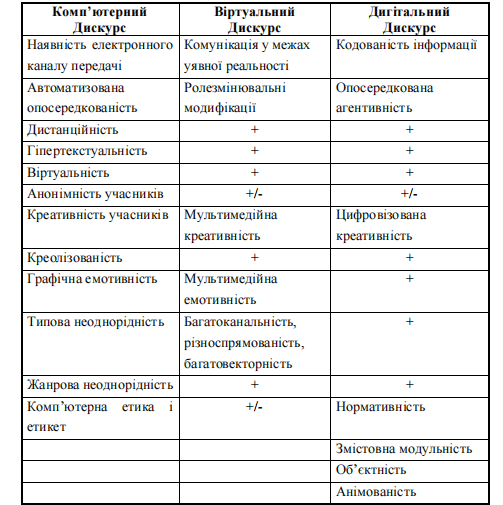 Комп’ютерний Дискурс | Віртуальний Дискурс | Дигітальний Дискурс
Наявність електронного каналу передачі | Комунікація у межах уявної реальності | Кодованість інформації
Автоматизована опосередкованість | Ролезмінювальні модифікації | Опосередкована агентивність
Дистанційність | + | +
Гіпертекстуальність | + | +
Віртуальність | + | +
Анонімність учасників | +/- | +/-
Креативність учасників | Мультимедійна креативність | Цифровізована креативність
Креолізованість | + | +
Графічна емотивність | Мультимедійна емотивність | +
Типова неоднорідність | Багатоканальність, різноспрямованість, багатовекторність | +
Жанрова неоднорідність | + | +
Комп’ютерна етика і етикет | +/- | Нормативність
Змістовна модульність
Об’єктність
Анімованість